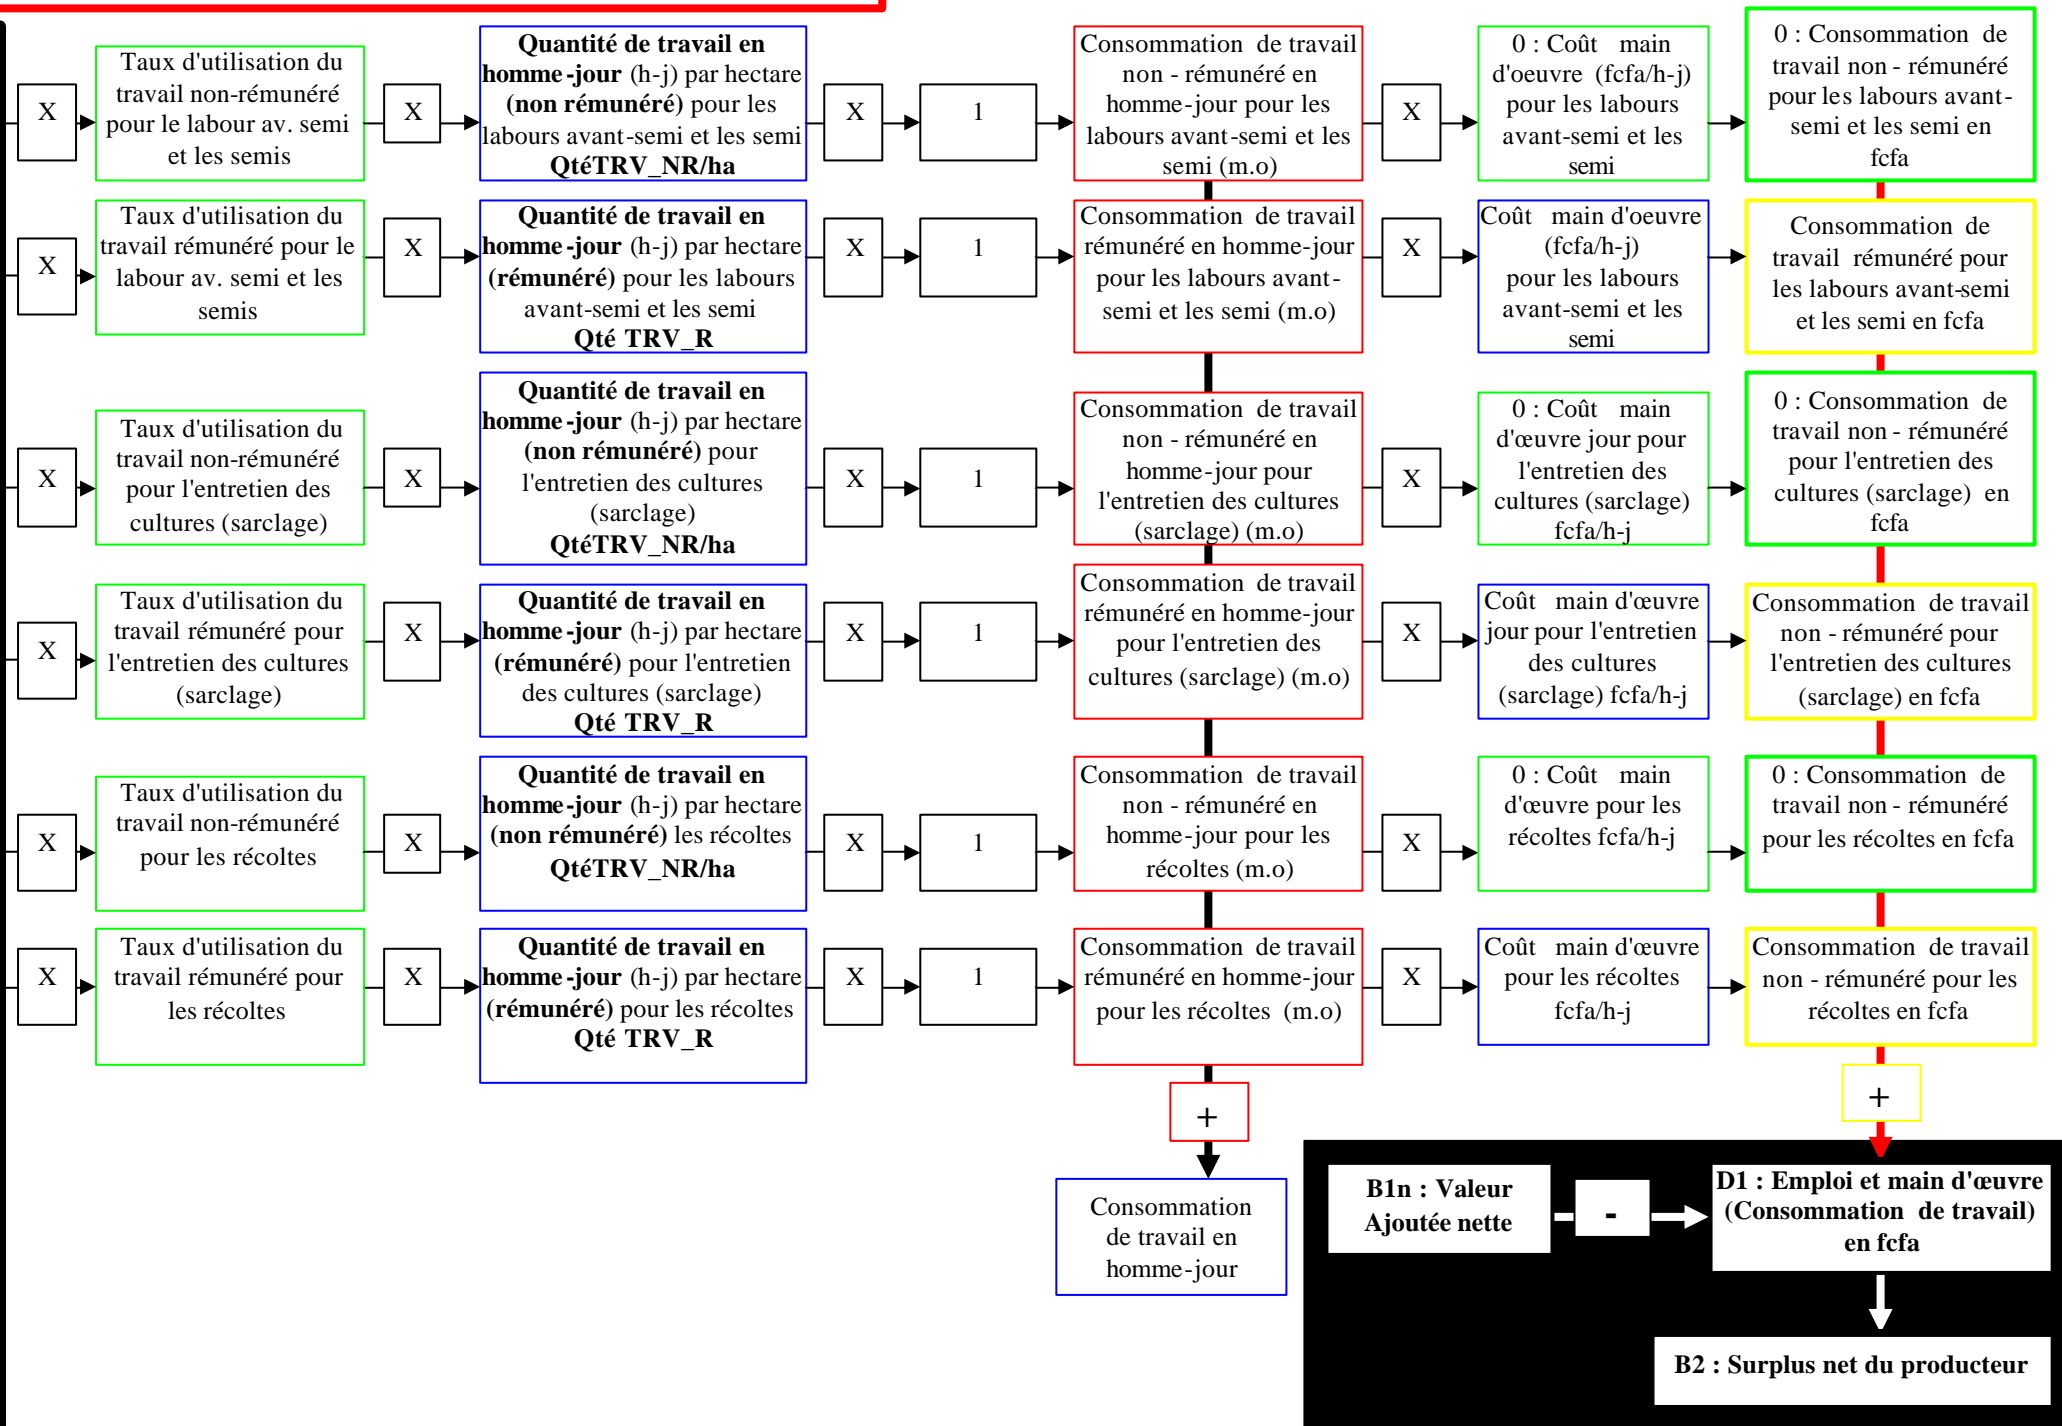 X
Taux d'utilisation du
travail non-rémunéré
pour le labour av. semi
et les semis
X
Quantité de travail en
homme-jour (h-j) par hectare
(non rémunéré) pour les
labours avant-semi et les semi
QtéTRV_NR/ha
X
1
Consommation de travail
non - rémunéré en
homme-jour pour les
labours avant-semi et les
semi (m.o)
X
0 : Coût main
d'oeuvre (fcfa/h-j)
pour les labours
avant-semi et les
semi
0 : Consommation de
travail non - rémunéré
pour les labours avant-
semi et les semi en
fcfa
X
Taux d'utilisation du
travail rémunéré pour le
labour av. semi et les
semis
X
Quantité de travail en
homme-jour (h-j) par hectare
(rémunéré) pour les labours
avant-semi et les semi
Qté TRV_R
X
1
Consommation de travail
rémunéré en homme-jour
pour les labours avant-
semi et les semi (m.o)
X
Coût main d'oeuvre
(fcfa/h-j)
pour les labours
avant-semi et les
semi
Consommation de
travail rémunéré pour
les labours avant-semi
et les semi en fcfa
X
Taux d'utilisation du
travail non-rémunéré
pour l'entretien des
cultures (sarclage)
X
Quantité de travail en
homme-jour (h-j) par hectare
(non rémunéré) pour
l'entretien des cultures
(sarclage)
QtéTRV_NR/ha
X
1
Consommation de travail
non - rémunéré en
homme-jour pour
l'entretien des cultures
(sarclage) (m.o)
X
0 : Coût main
d'œuvre jour pour
l'entretien des
cultures (sarclage)
fcfa/h-j
0 : Consommation de
travail non - rémunéré
pour l'entretien des
cultures (sarclage) en
fcfa
X
Taux d'utilisation du
travail rémunéré pour
l'entretien des cultures
(sarclage)
X
Quantité de travail en
homme-jour (h-j) par hectare
(rémunéré) pour l'entretien
des cultures (sarclage)
Qté TRV_R
X
1
Consommation de travail
rémunéré en homme-jour
pour l'entretien des
cultures (sarclage) (m.o)
X
Coût main d'œuvre
jour pour l'entretien
des cultures
(sarclage) fcfa/h-j
Consommation de travail
non - rémunéré pour
l'entretien des cultures
(sarclage) en fcfa
X
Taux d'utilisation du
travail non-rémunéré
pour les récoltes
X
Quantité de travail en
homme-jour (h-j) par hectare
(non rémunéré) les récoltes
QtéTRV_NR/ha
X
1
Consommation de travail
non - rémunéré en
homme-jour pour les
récoltes (m.o)
X
0 : Coût main
d'œuvre pour les
récoltes fcfa/h-j
0 : Consommation de
travail non - rémunéré
pour les récoltes en fcfa
X
Taux d'utilisation du
travail rémunéré pour
les récoltes
X
Quantité de travail en
homme-jour (h-j) par hectare
(rémunéré) pour les récoltes
Qté TRV_R
X
1
Consommation de travail
rémunéré en homme-jour
pour les récoltes (m.o)
X
Coût main d'œuvre
pour les récoltes
fcfa/h-j
Consommation de travail
non - rémunéré pour les
récoltes en fcfa
+
+
Consommation
de travail en
homme-jour
B1n : Valeur
Ajoutée nette
-
D1 : Emploi et main d'œuvre
(Consommation de travail)
en fcfa
B2 : Surplus net du producteur